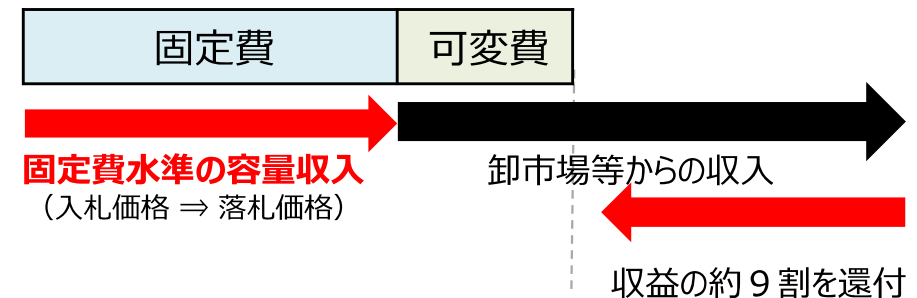 固定費
可変費
固定費水準の容量収入
（入札価格 ⇒ 落札価格）
卸市場等からの収入
収益の約９割を還付